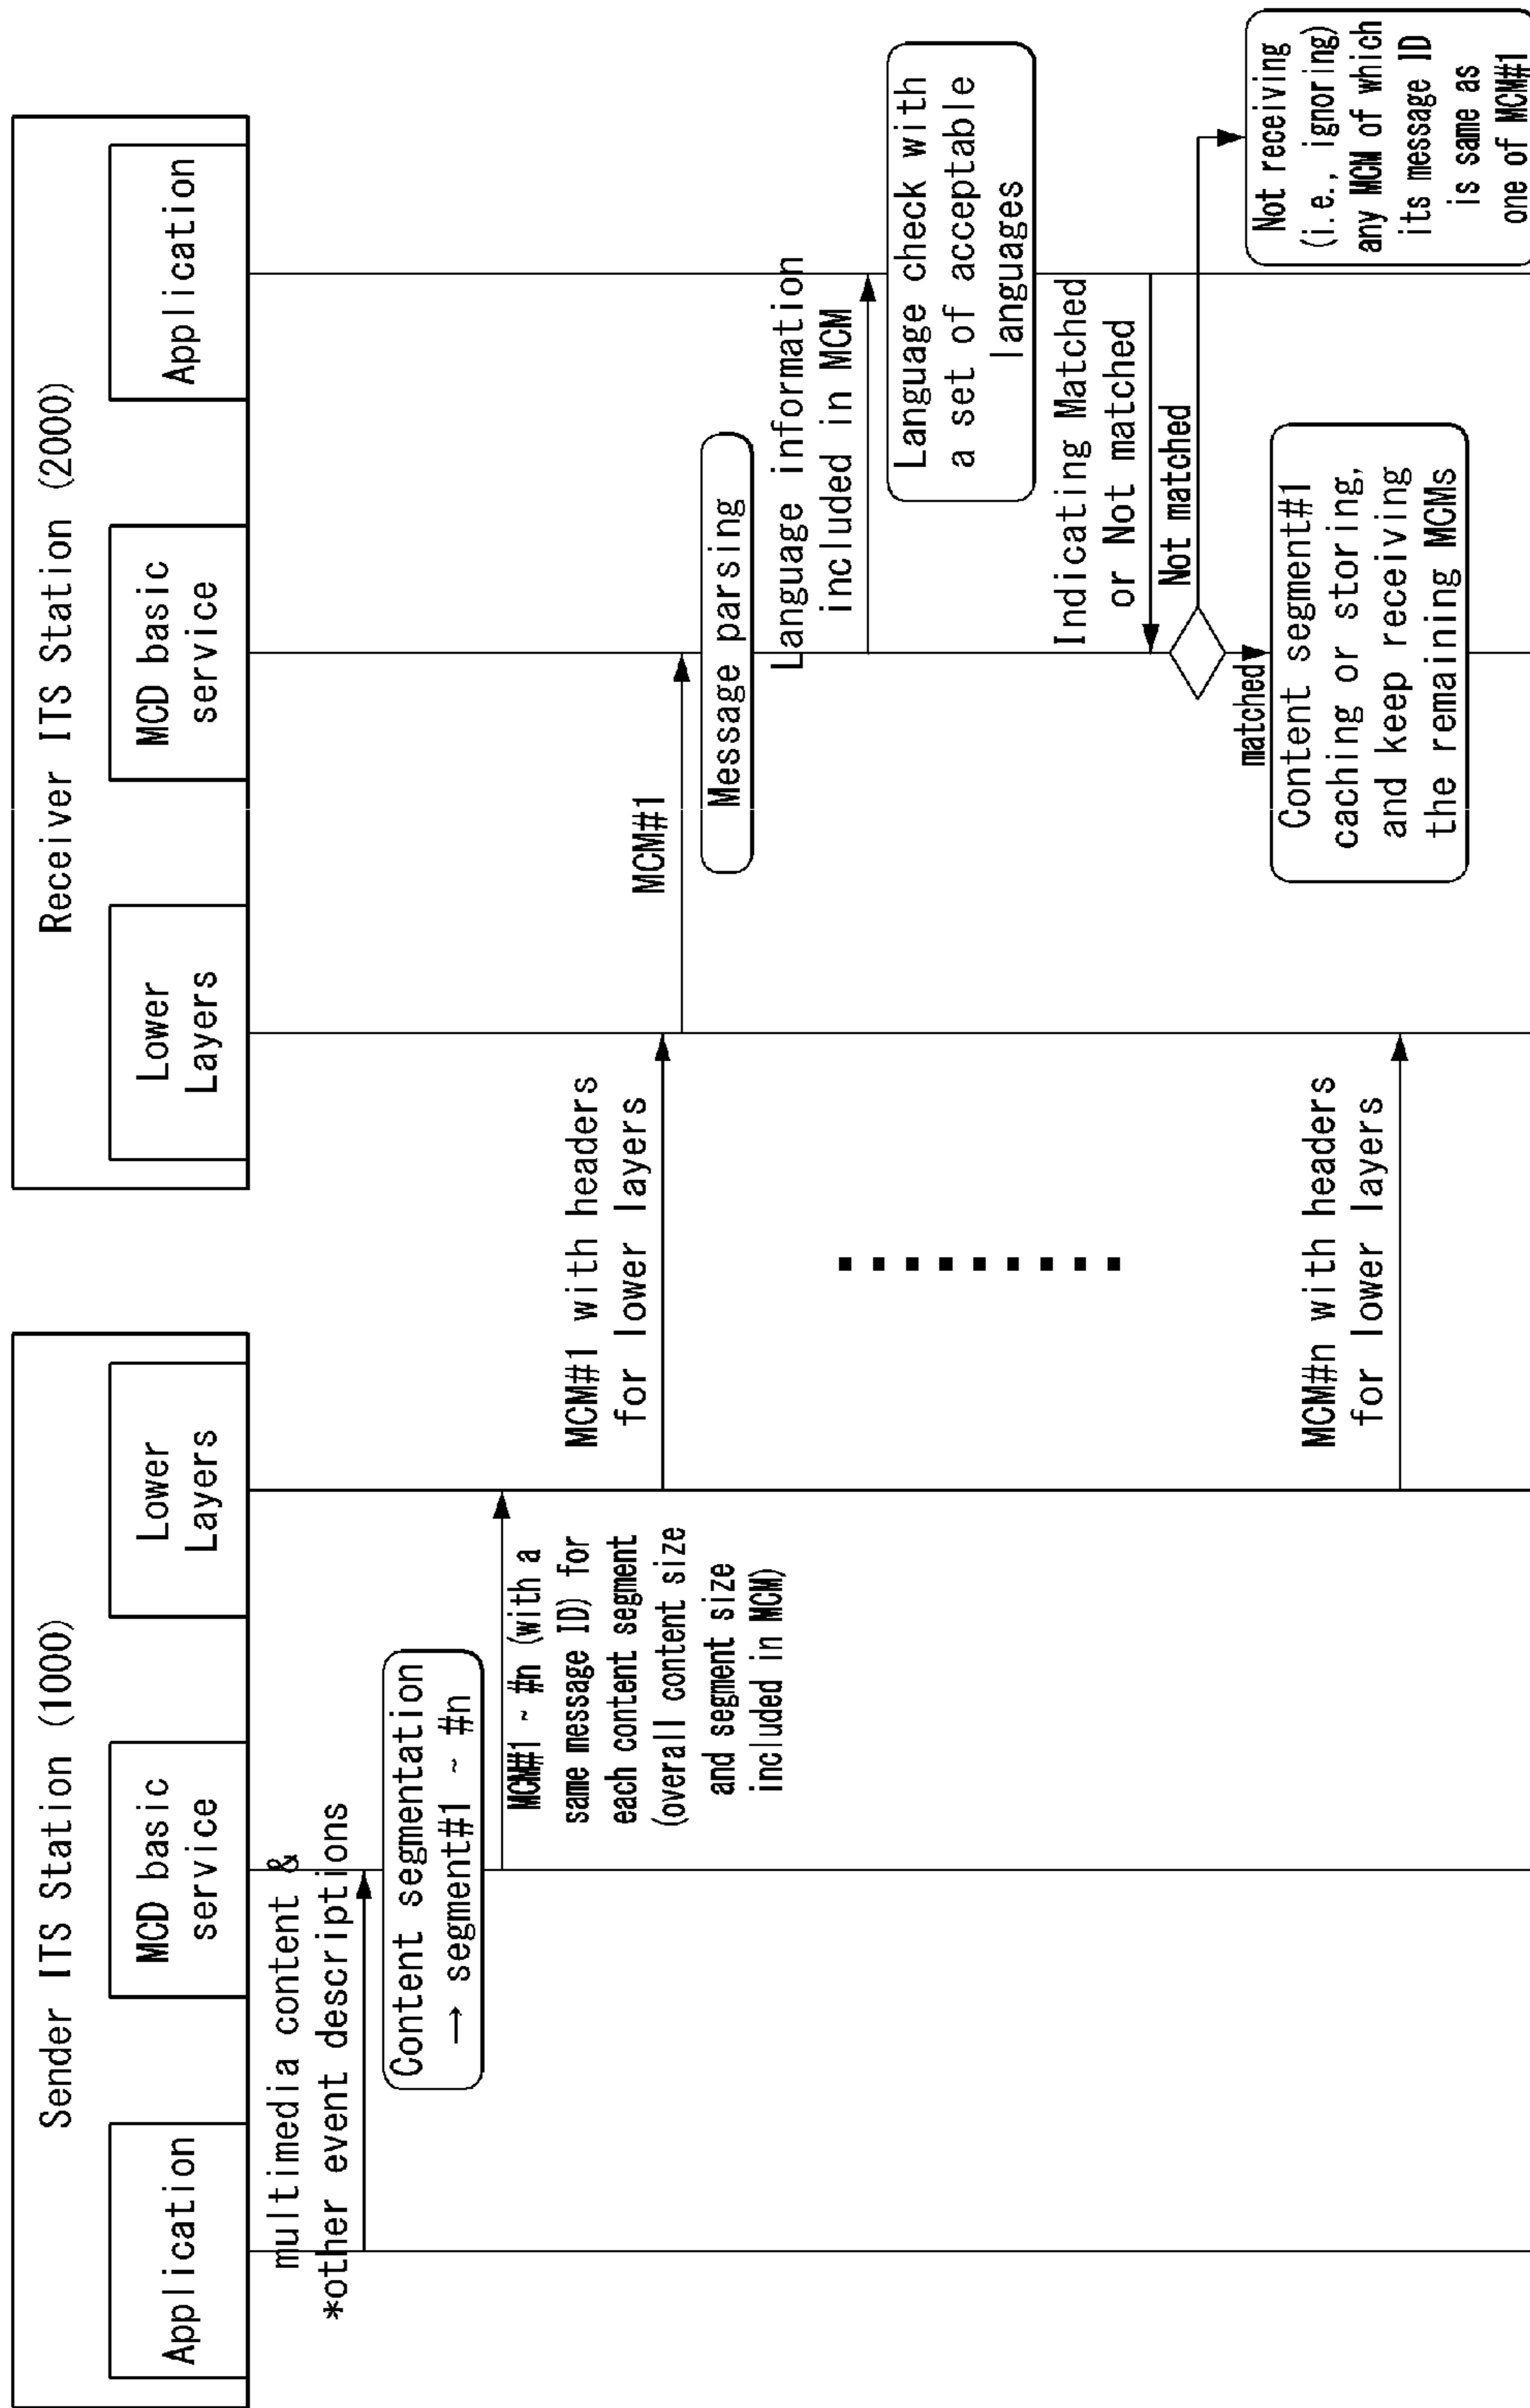 Sender ITS Station (1000)
Application
MCD basic
service
Lower
Layers
Receiver ITS Station (2000)
Lower
Layers
MCD basic
service
Application
multimedia content &
*other event descriptions
Content segmentation
→ segment#1 ~ #n
MCM#1 ~ #n (with a
same message ID) for
each content segment
(overall content size
and segment size
included in MCM)
MCM#1 with headers
for lower layers
MCM#1
Message parsing
Language information
included in MCM
Language check with
a set of acceptable
languages
Indicating Matched
or Not matched
Not matched
matched
Not receiving
(i.e., ignoring)
any MCM of which
its message ID
is same as
one of MCM#1
Content segment#1
caching or storing,
and keep receiving
the remaining MCMs
MCM#n with headers
for lower layers